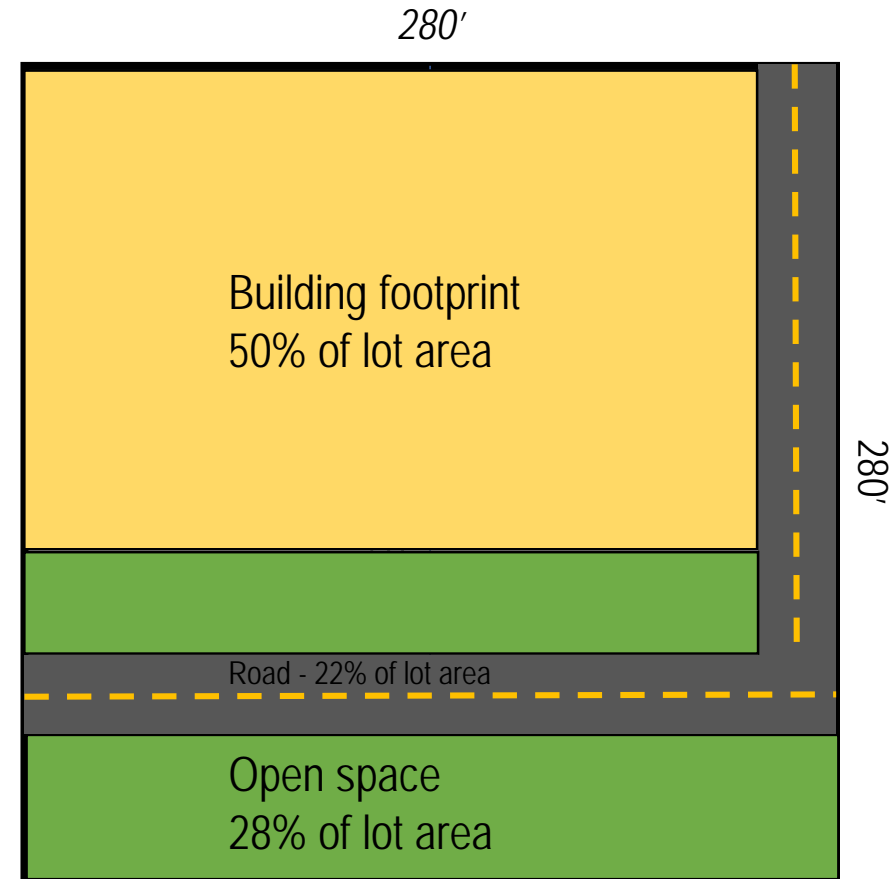 280′
Building footprint
50% of lot area
280′
Road - 22% of lot area
Open space
28% of lot area